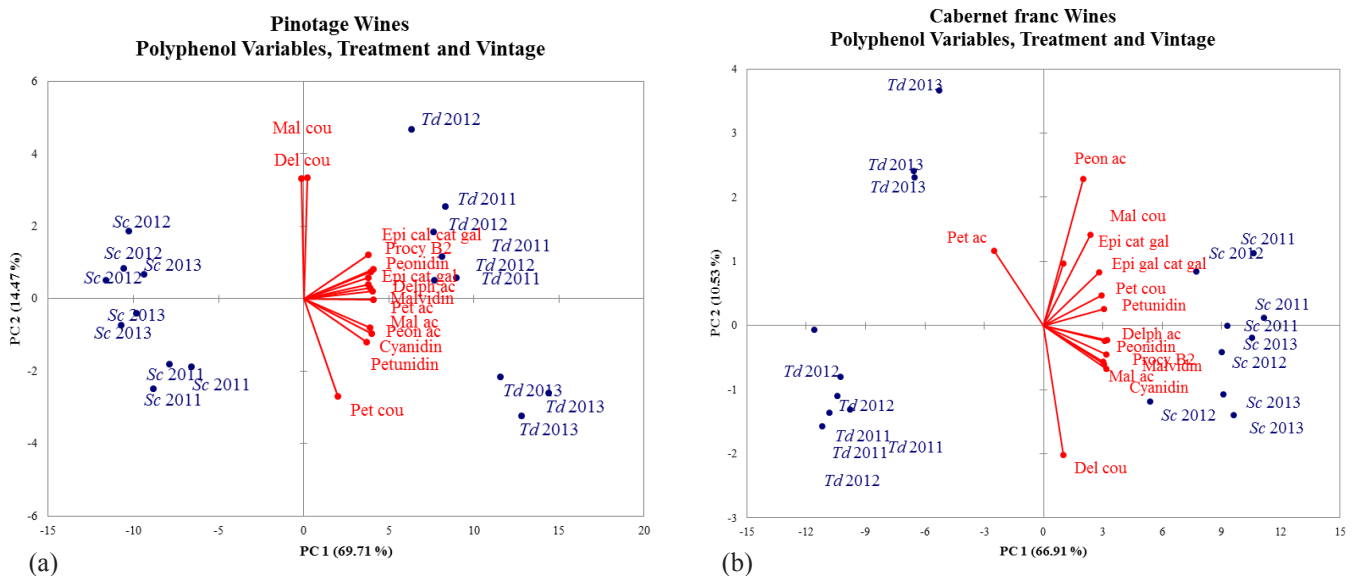 Pinotage Wines
Polyphenol Variables, Treatment and Vintage
6
4
2
0
-2
-4
-6
PC 2 (14.47 %)
Mal cou
Del cou
Td 2012
Td 2011
Td 2012
Td 2011
Td 2012
Td 2011
Epi cal cat gal
Procy B2
Peonidin
Epi cat gal
Delph ac
Malvidin
Pet ac
Mal ac
Peon ac
Cyanidin
Petunidin
Pet cou
Sc 2012
Sc 2012
Sc 2013
Sc 2012
Sc 2013
Sc 2013
Sc 2011
Sc 2011
Sc 2011
Td 2013
Td 2013
Td 2013
-15
-10
-5
0
5
10
15
20
PC 1 (69.71 %)
(a)
Cabernet franc Wines
Polyphenol Variables, Treatment and Vintage
4
3
2
1
0
-1
-2
-3
PC 2 (10.53 %)
Td 2013
Td 2013
Td 2013
Peon ac
Mal cou
Pet ac
Epi cat gal
Epi gal cat gal
Pet cou
Petunidin
Delph ac
Peonidin
Procy B2
Malvidin
Mal ac
Cyanidin
Del cou
Sc 2011
Sc 2012
Sc 2011
Sc 2011
Sc 2013
Sc 2012
Sc 2012
Sc 2013
Sc 2013
Td 2012
Td 2012
Td 2011
Td 2011
Td 2011
Td 2012
-15
-12
-9
-6
-3
0
3
6
9
12
15
PC 1 (66.91 %)
(b)